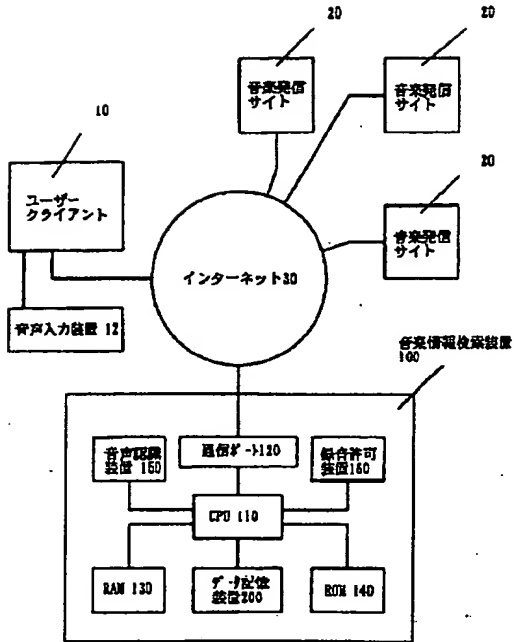 20
20
音楽発信
サイト
音楽発信
サイト
10
20
ユーザー
クライアント
音楽発信
サイト
インターネット30
音声入力装置 12
音楽情報検索装置
100
音声認識
装置 150
通信ポート120
録音許可
装置160
CPU 110
RAM 130
データ配信
装置200
ROM 140